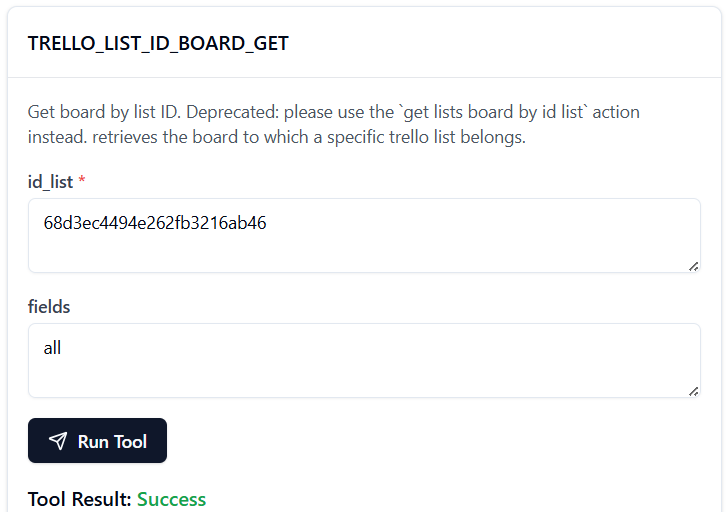 TRELLO_LIST_ID_BOARD_GET
Get board by list ID. Deprecated: please use the `get lists board by id list` action
instead. retrieves the board to which a specific trello list belongs.
id_list *
68d3ec4494e262fb3216ab46
fields
all
Run Tool
Tool Result: Success